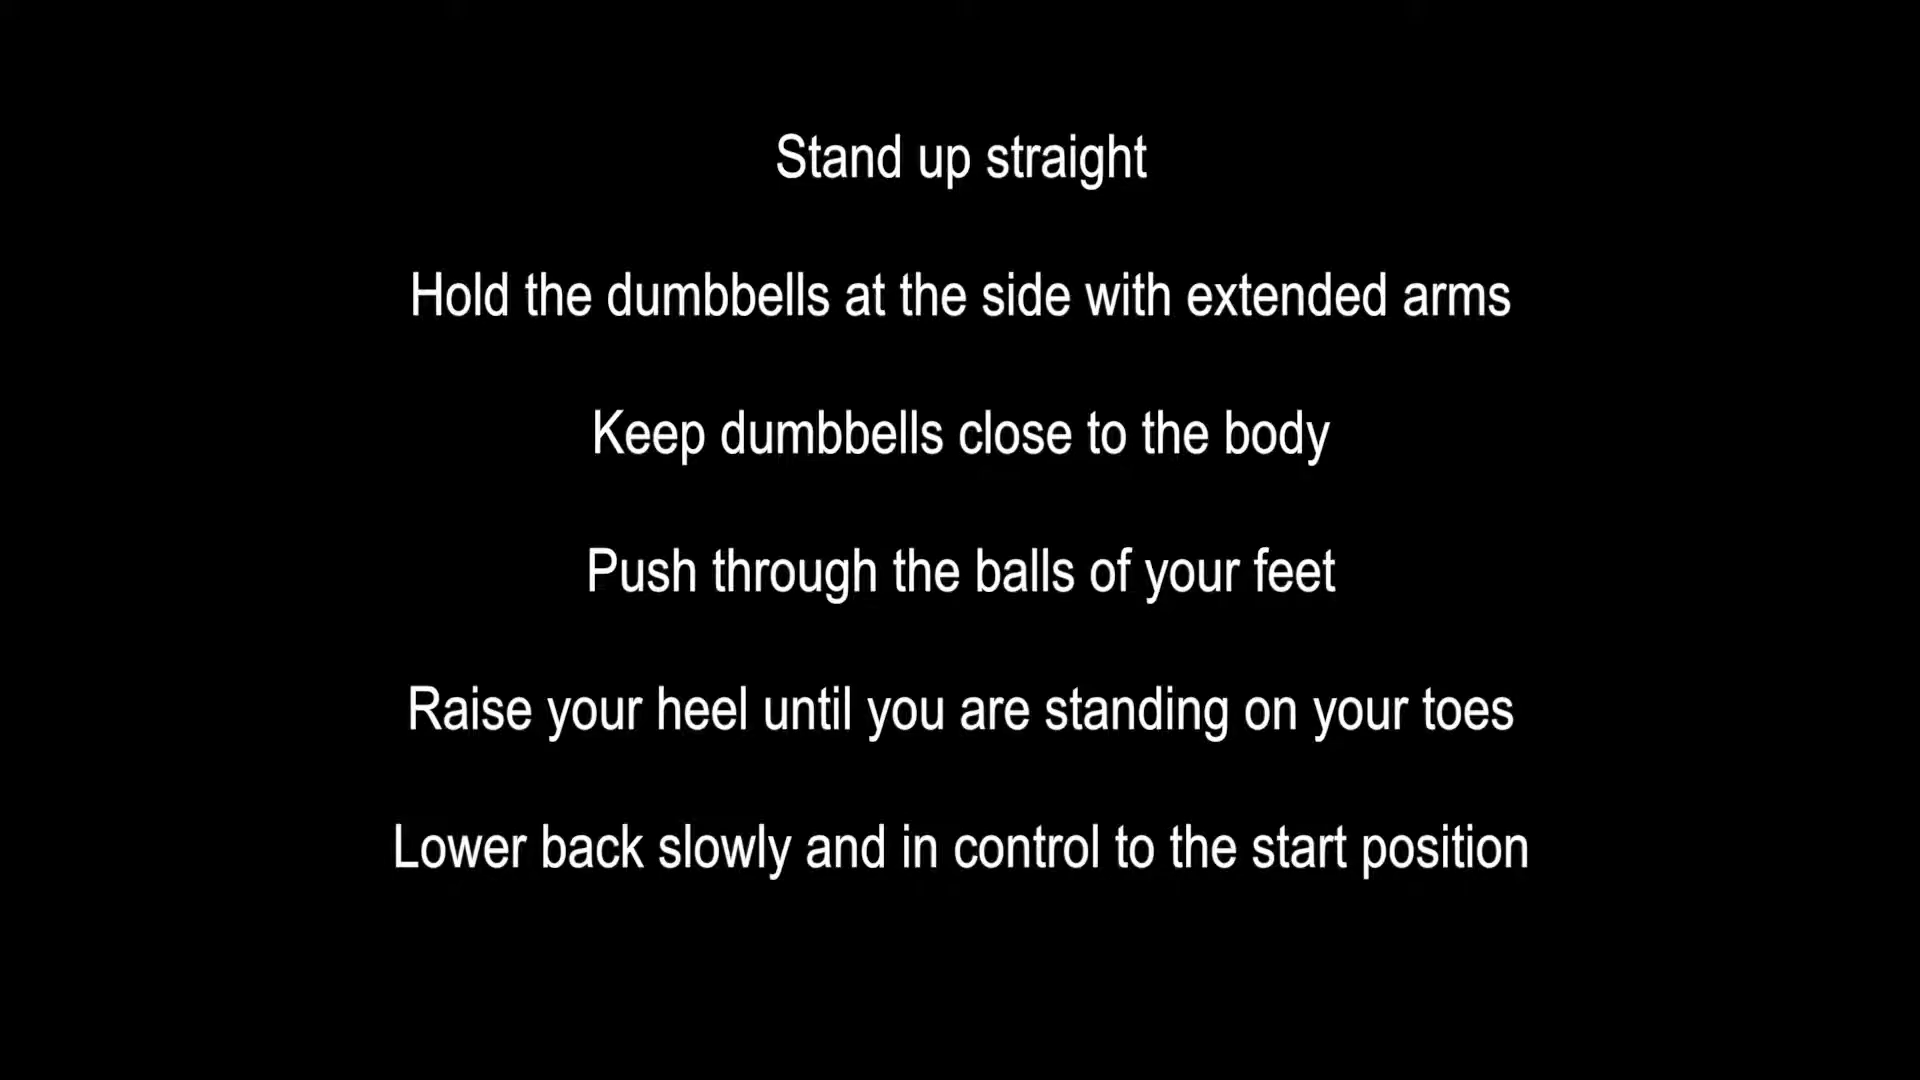 Stand up straight
Hold the dumbbells at the side with extended arms
Keep dumbbells close to the body
Push through the balls of your feet
Raise your heel until you are standing on your toes
Lower back slowly and in control to the start position